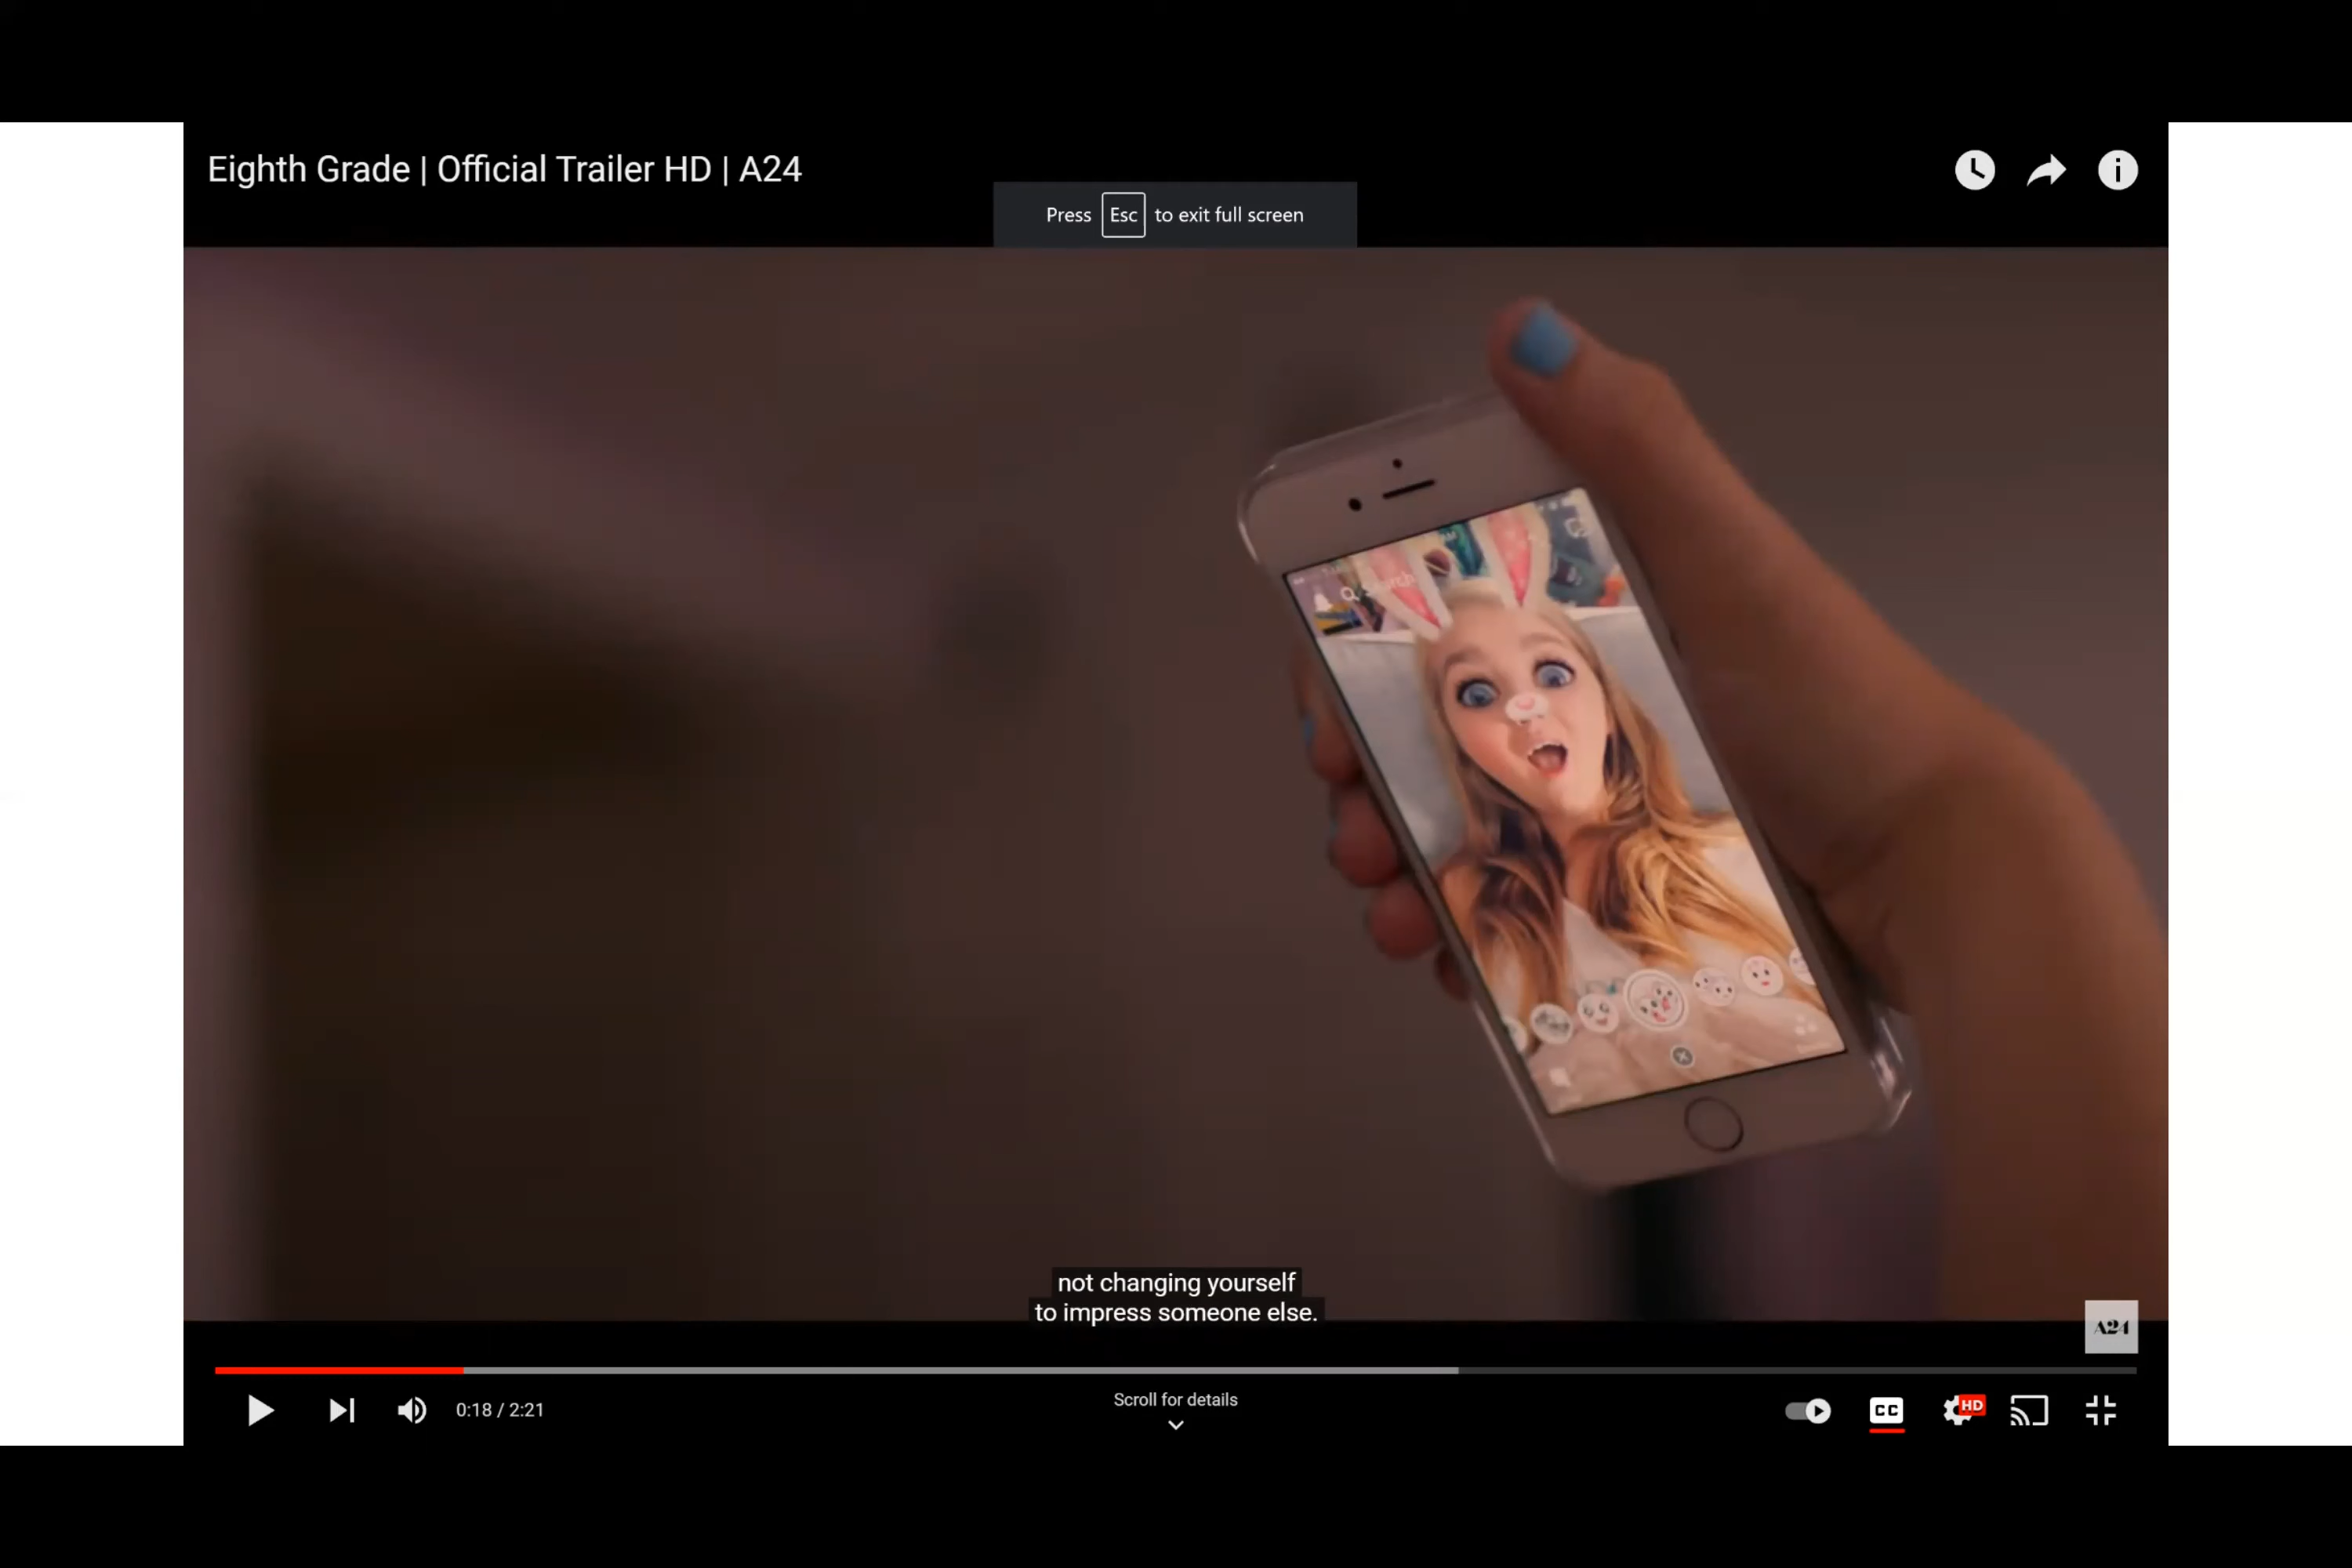 Eighth Grade | Official Trailer HD | A24
Press Esc to exit full screen
Search
not changing yourself
to impress someone else.
A24
0:18 / 2:21
Scroll for details
CC
HD